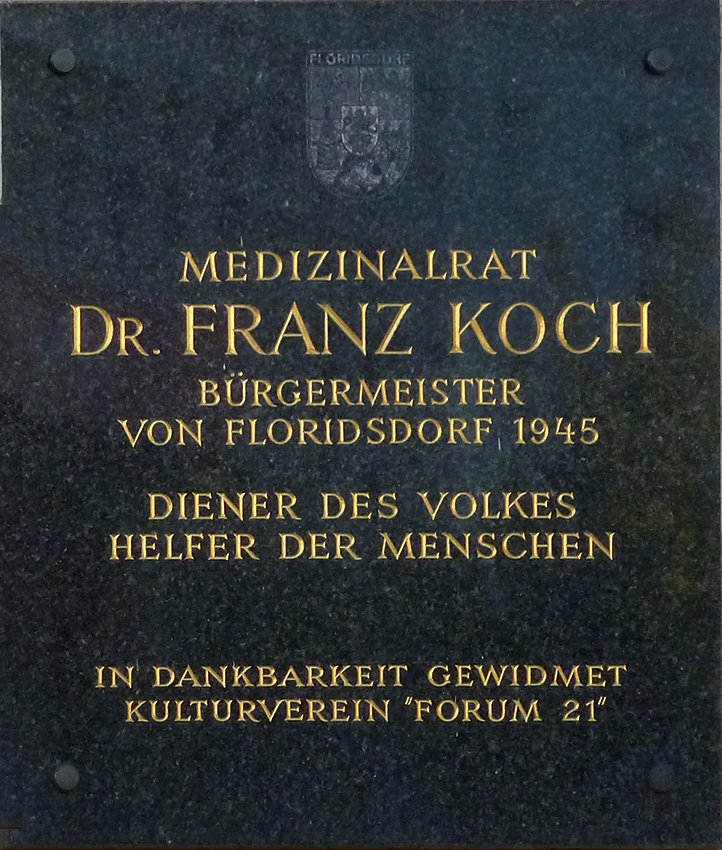 FLORIDSDORF
MEDIZINALRAT
DR. FRANZ KOCH
BÜRGERMEISTER
VON FLORIDSDORF 1945
DIENER DES VOLKES
HELFER DER MENSCHEN
IN DANKBARKEIT GEWIDMET
KULTURVEREIN "FORUM 21"